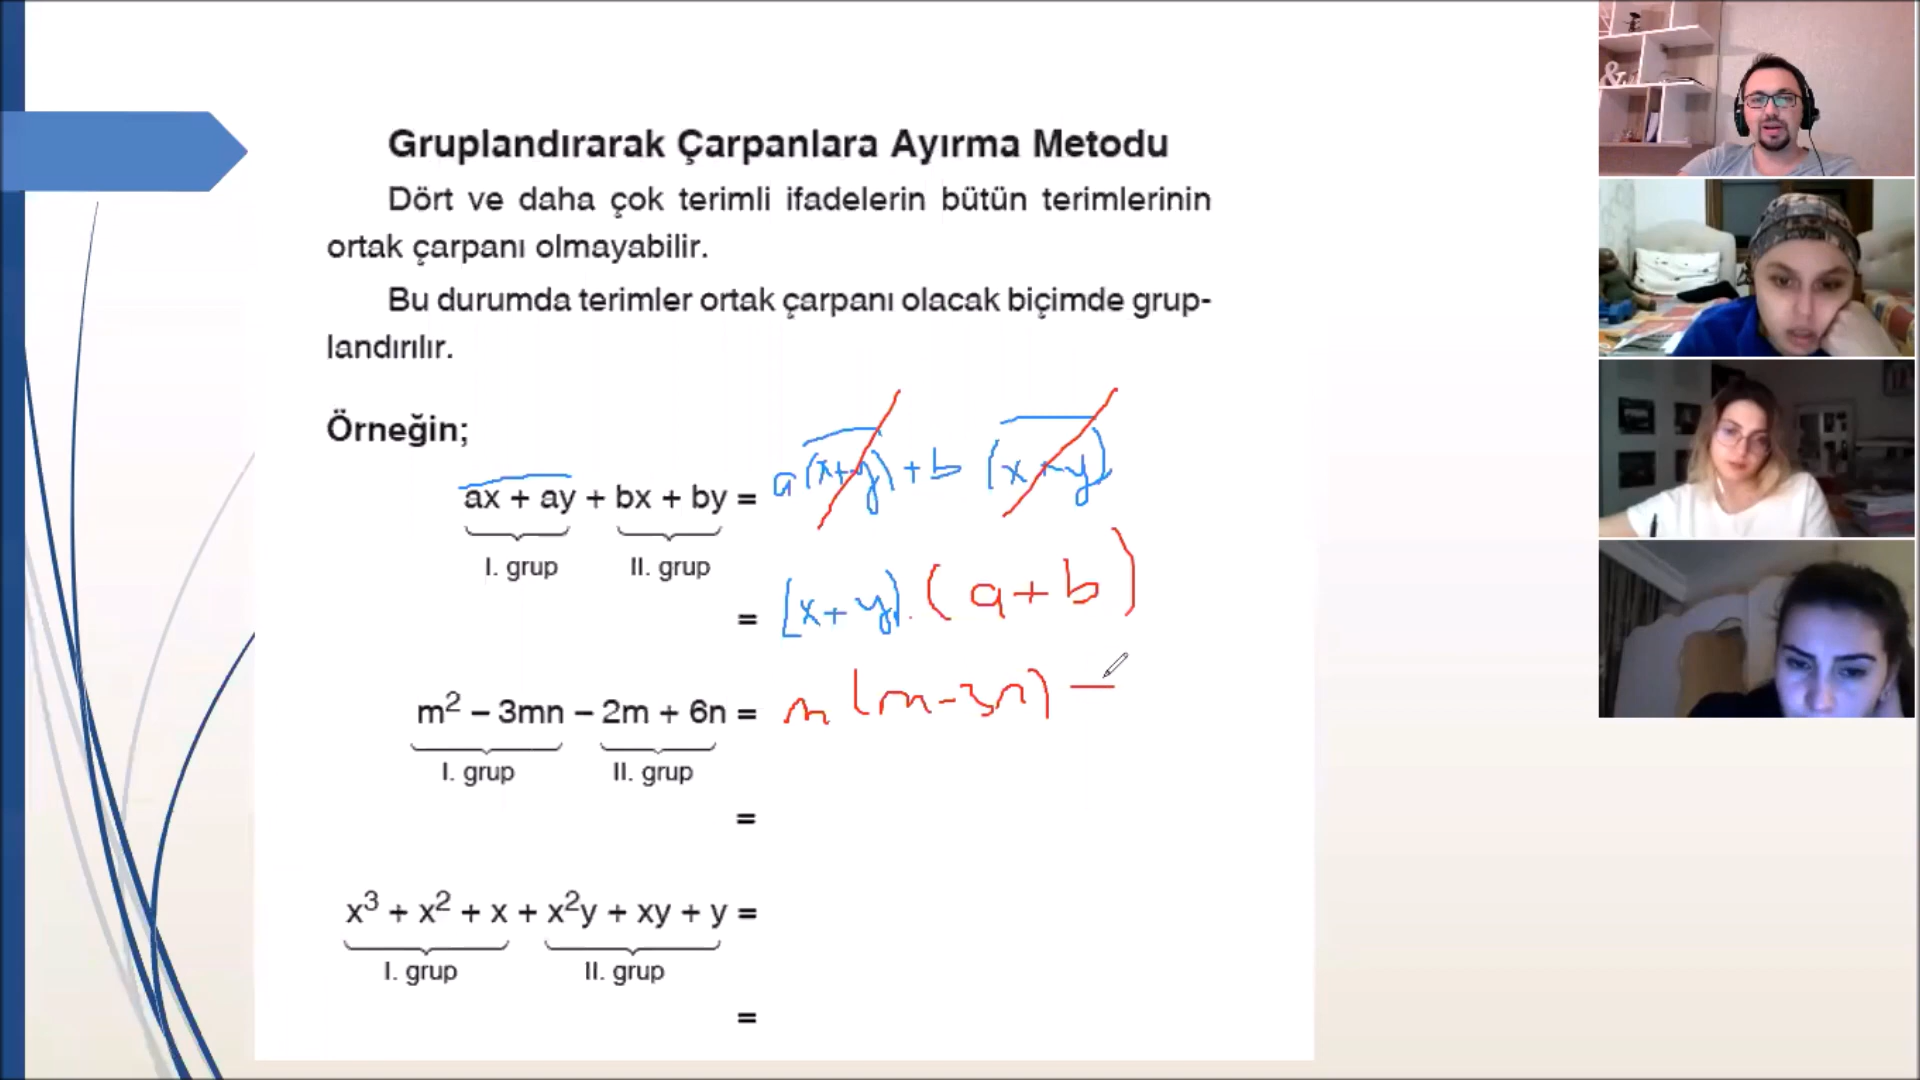 Gruplandırarak Çarpanlara Ayırma Metodu
Dört ve daha çok terimli ifadelerin bütün terimlerinin
ortak çarpanı olmayabilir.
Bu durumda terimler ortak çarpanı olacak biçimde grup-
landırılır.
Örneğin;
ax + ay + bx + by = a(x+y) + b (x+y)
I. grup II. grup
= (x+y).(a+b)
m² – 3mn – 2m + 6n = m(m-3n) –
I. grup II. grup
=
x³ + x² + x + x²y + xy + y =
I. grup II. grup
=